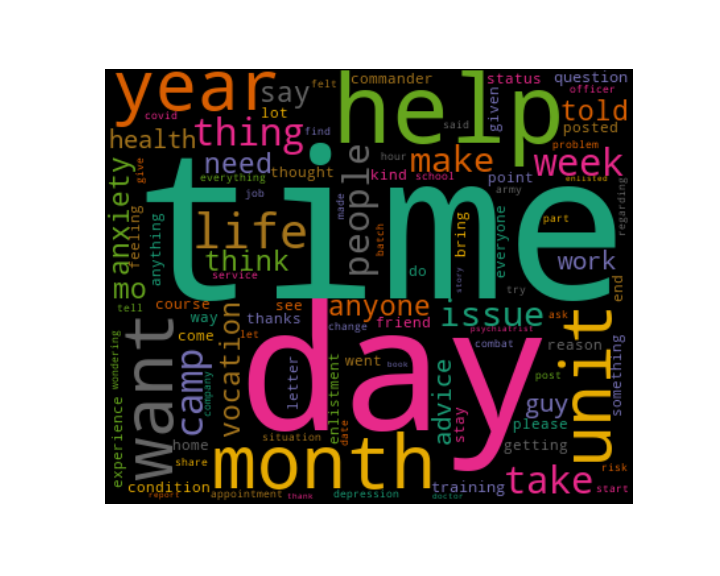 year
help
say
felt
commander
status
question
officer
covid
lot
given
told
posted
health
thing
find
said
problem
need
thought
people
hour
make
week
give
everything
kind
school
point
enlisted
anxiety
feeling
anything
time
job
made
batch
army
part
regarding
life
think
service
do
bring
everyone
work
story
try
end
mo
tell
course
way
see
thanks
anyone
change
friend
issue
psychiatrist
ask
unit
want
come
let
day
combat
reason
something
wondering
experience
camp
company
vocation
letter
enlistment
went
book
advice
stay
post
guy
please
home
situation
date
getting
share
month
take
risk
condition
report
appointment
thank
depression
training
doctor
start